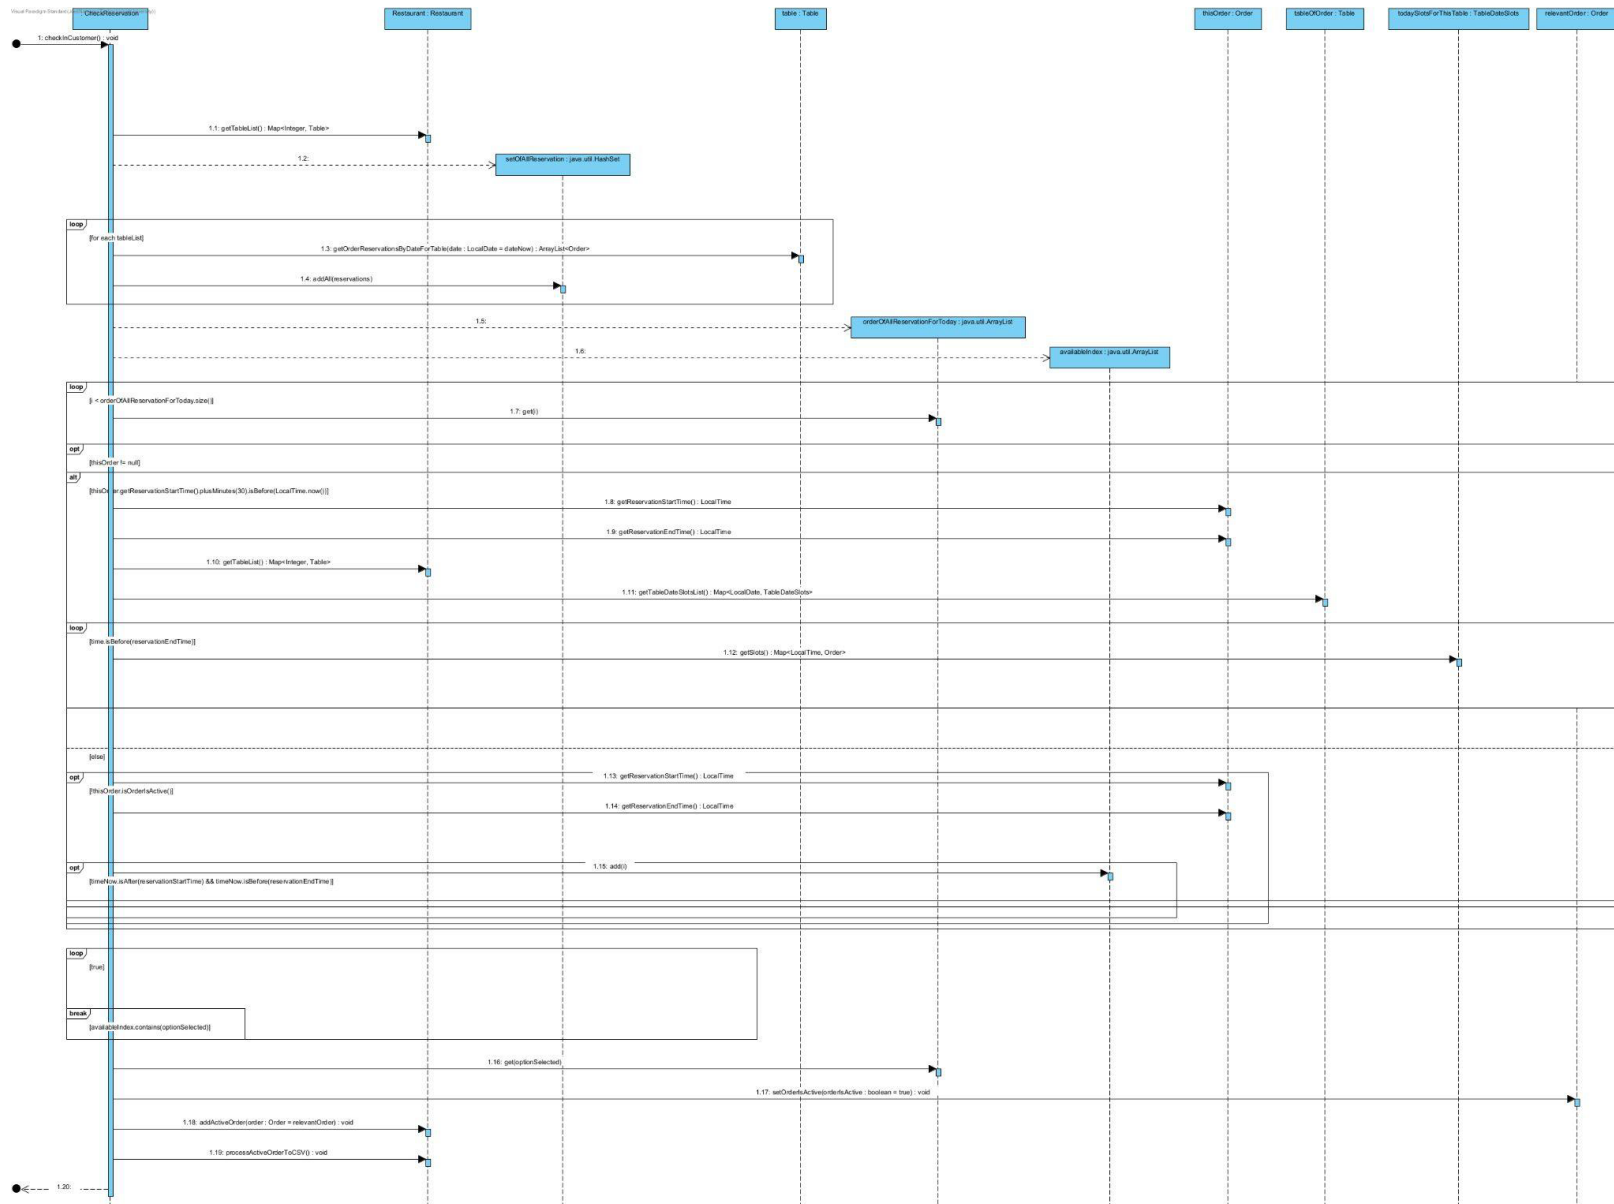 CheckReservation
Restaurant : Restaurant
table : Table
thisOrder : Order
tableOfOrder : Table
todaySlotsForThisTable : TableDateSlots
relevantOrder : Order
1: checkInCustomer() : void
1.1: getTableList() : Map<Integer, Table>
1.2:
setOfAllReservation : java.util.HashSet
loop
[for each tableList]
1.3: getOrderReservationsByDateForTable(date : LocalDate = dateNow) : ArrayList<Order>
1.4: addAll(reservations)
1.5:
orderOfAllReservationForToday : java.util.ArrayList
1.6:
availableIndex : java.util.ArrayList
loop
[i < orderOfAllReservationForToday.size()]
1.7: get(i)
opt
[thisOrder != null]
alt
[thisOrder.getReservationStartTime().plusMinutes(30).isBefore(LocalTime.now())]
1.8: getReservationStartTime() : LocalTime
1.9: getReservationEndTime() : LocalTime
1.10: getTableList() : Map<Integer, Table>
1.11: getTableDateSlotsList() : Map<LocalDate, TableDateSlots>
loop
[time.isBefore(reservationEndTime)]
1.12: getSlots() : Map<LocalTime, Order>
[else]
opt
1.13: getReservationStartTime() : LocalTime
[!thisOrder.isOrderIsActive()]
1.14: getReservationEndTime() : LocalTime
opt
1.15: add(i)
[timeNow.isAfter(reservationStartTime) && timeNow.isBefore(reservationEndTime)]
loop
[true]
break
[availableIndex.contains(optionSelected)]
1.16: get(optionSelected)
1.17: setOrderIsActive(orderIsActive : boolean = true) : void
1.18: addActiveOrder(order : Order = relevantOrder) : void
1.19: processActiveOrderToCSV() : void
1.20: